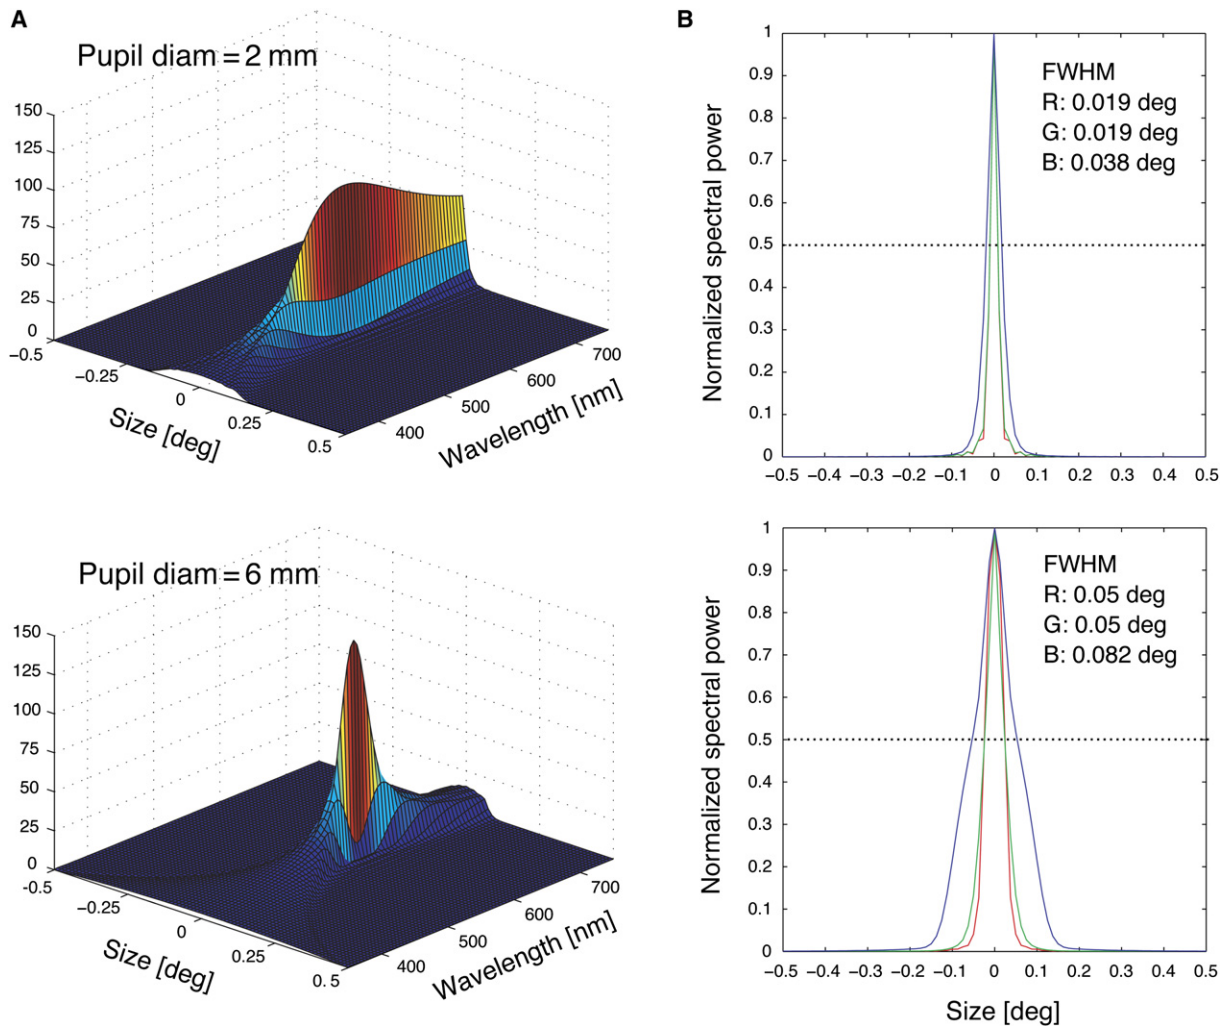 A
Pupil diam = 2 mm
150
125
100
75
50
25
0
−0.5
−0.25
0
0.25
0.5
Size [deg]
400
500
600
700
Wavelength [nm]
B
Normalized spectral power
1
0.9
0.8
0.7
0.6
0.5
0.4
0.3
0.2
0.1
0
FWHM
R: 0.019 deg
G: 0.019 deg
B: 0.038 deg
−0.5 −0.4 −0.3 −0.2 −0.1 0 0.1 0.2 0.3 0.4 0.5
Pupil diam = 6 mm
150
125
100
75
50
25
0
-0.5
-0.25
0
0.25
0.5
Size [deg]
400
500
600
700
Wavelength [nm]
Normalized spectral power
1
0.9
0.8
0.7
0.6
0.5
0.4
0.3
0.2
0.1
0
FWHM
R: 0.05 deg
G: 0.05 deg
B: 0.082 deg
−0.5 −0.4 −0.3 −0.2 −0.1 0 0.1 0.2 0.3 0.4 0.5
Size [deg]